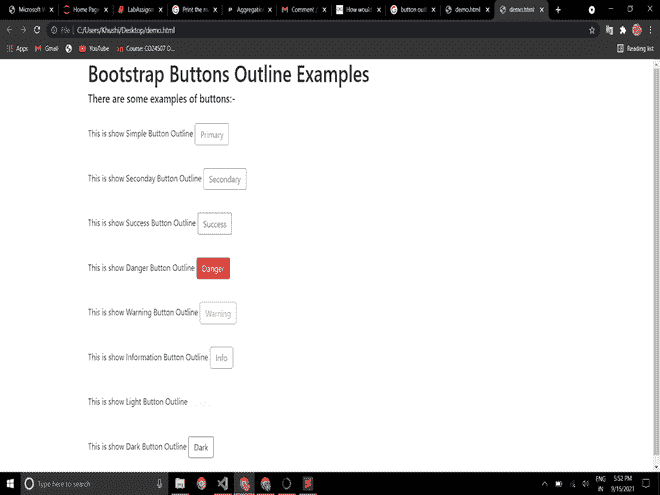 Microsoft W
Home Page
LabAssignm
Print the m
Aggregation
Comment /
How would
button outl
demo.html
demo.html
File
C:/Users/Khushi/Desktop/demo.html
Apps
Gmail
YouTube
Course: CO24507 O...
Reading list
Bootstrap Buttons Outline Examples
There are some examples of buttons:-
This is show Simple Button Outline Primary
This is show Seconday Button Outline Secondary
This is show Success Button Outline Success
This is show Danger Button Outline Danger
This is show Warning Button Outline Warning
This is show Information Button Outline Info
This is show Light Button Outline
This is show Dark Button Outline Dark
Type here to search
ENG
IN
5:52 PM
9/15/2021